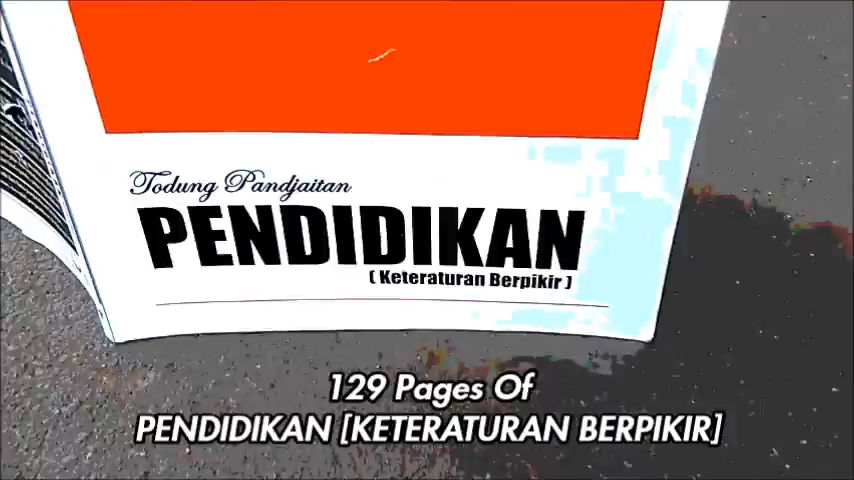 Todung Pandjaitan
PENDIDIKAN
( Keteraturan Berpikir )
129 Pages Of
PENDIDIKAN [KETERATURAN BERPIKIR]